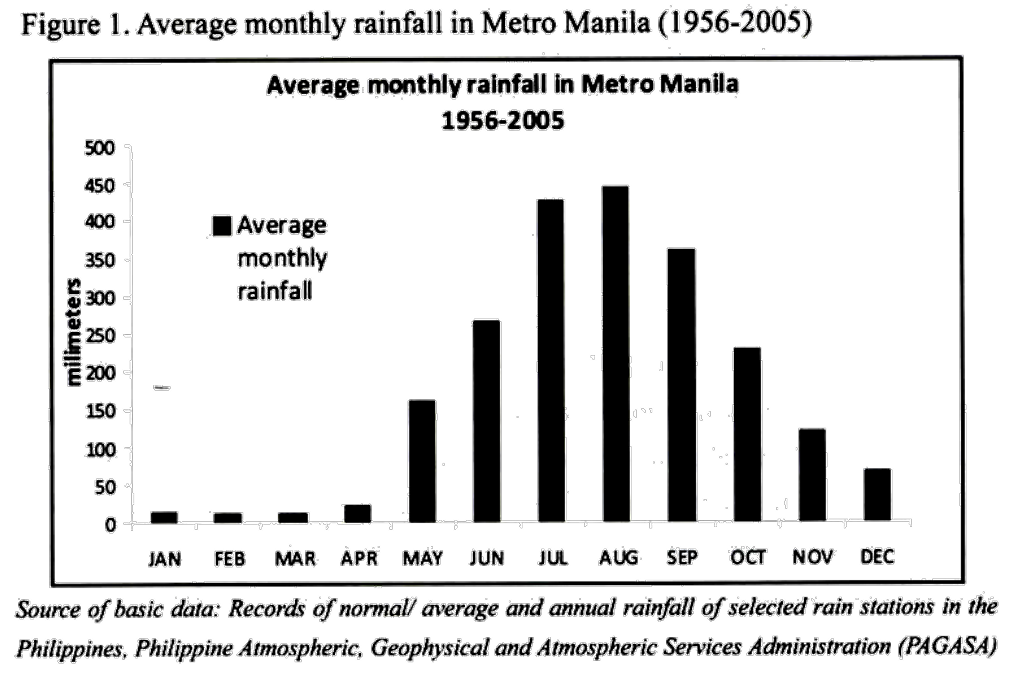 Figure 1. Average monthly rainfall in Metro Manila (1956-2005)
Average monthly rainfall in Metro Manila
1956-2005
500
450
400
350
300
250
200
150
100
50
0
milimeters
Average
monthly
rainfall
JAN FEB MAR APR MAY JUN JUL AUG SEP OCT NOV DEC
Source of basic data: Records of normal/ average and annual rainfall of selected rain stations in the
Philippines, Philippine Atmospheric, Geophysical and Atmospheric Services Administration (PAGASA)